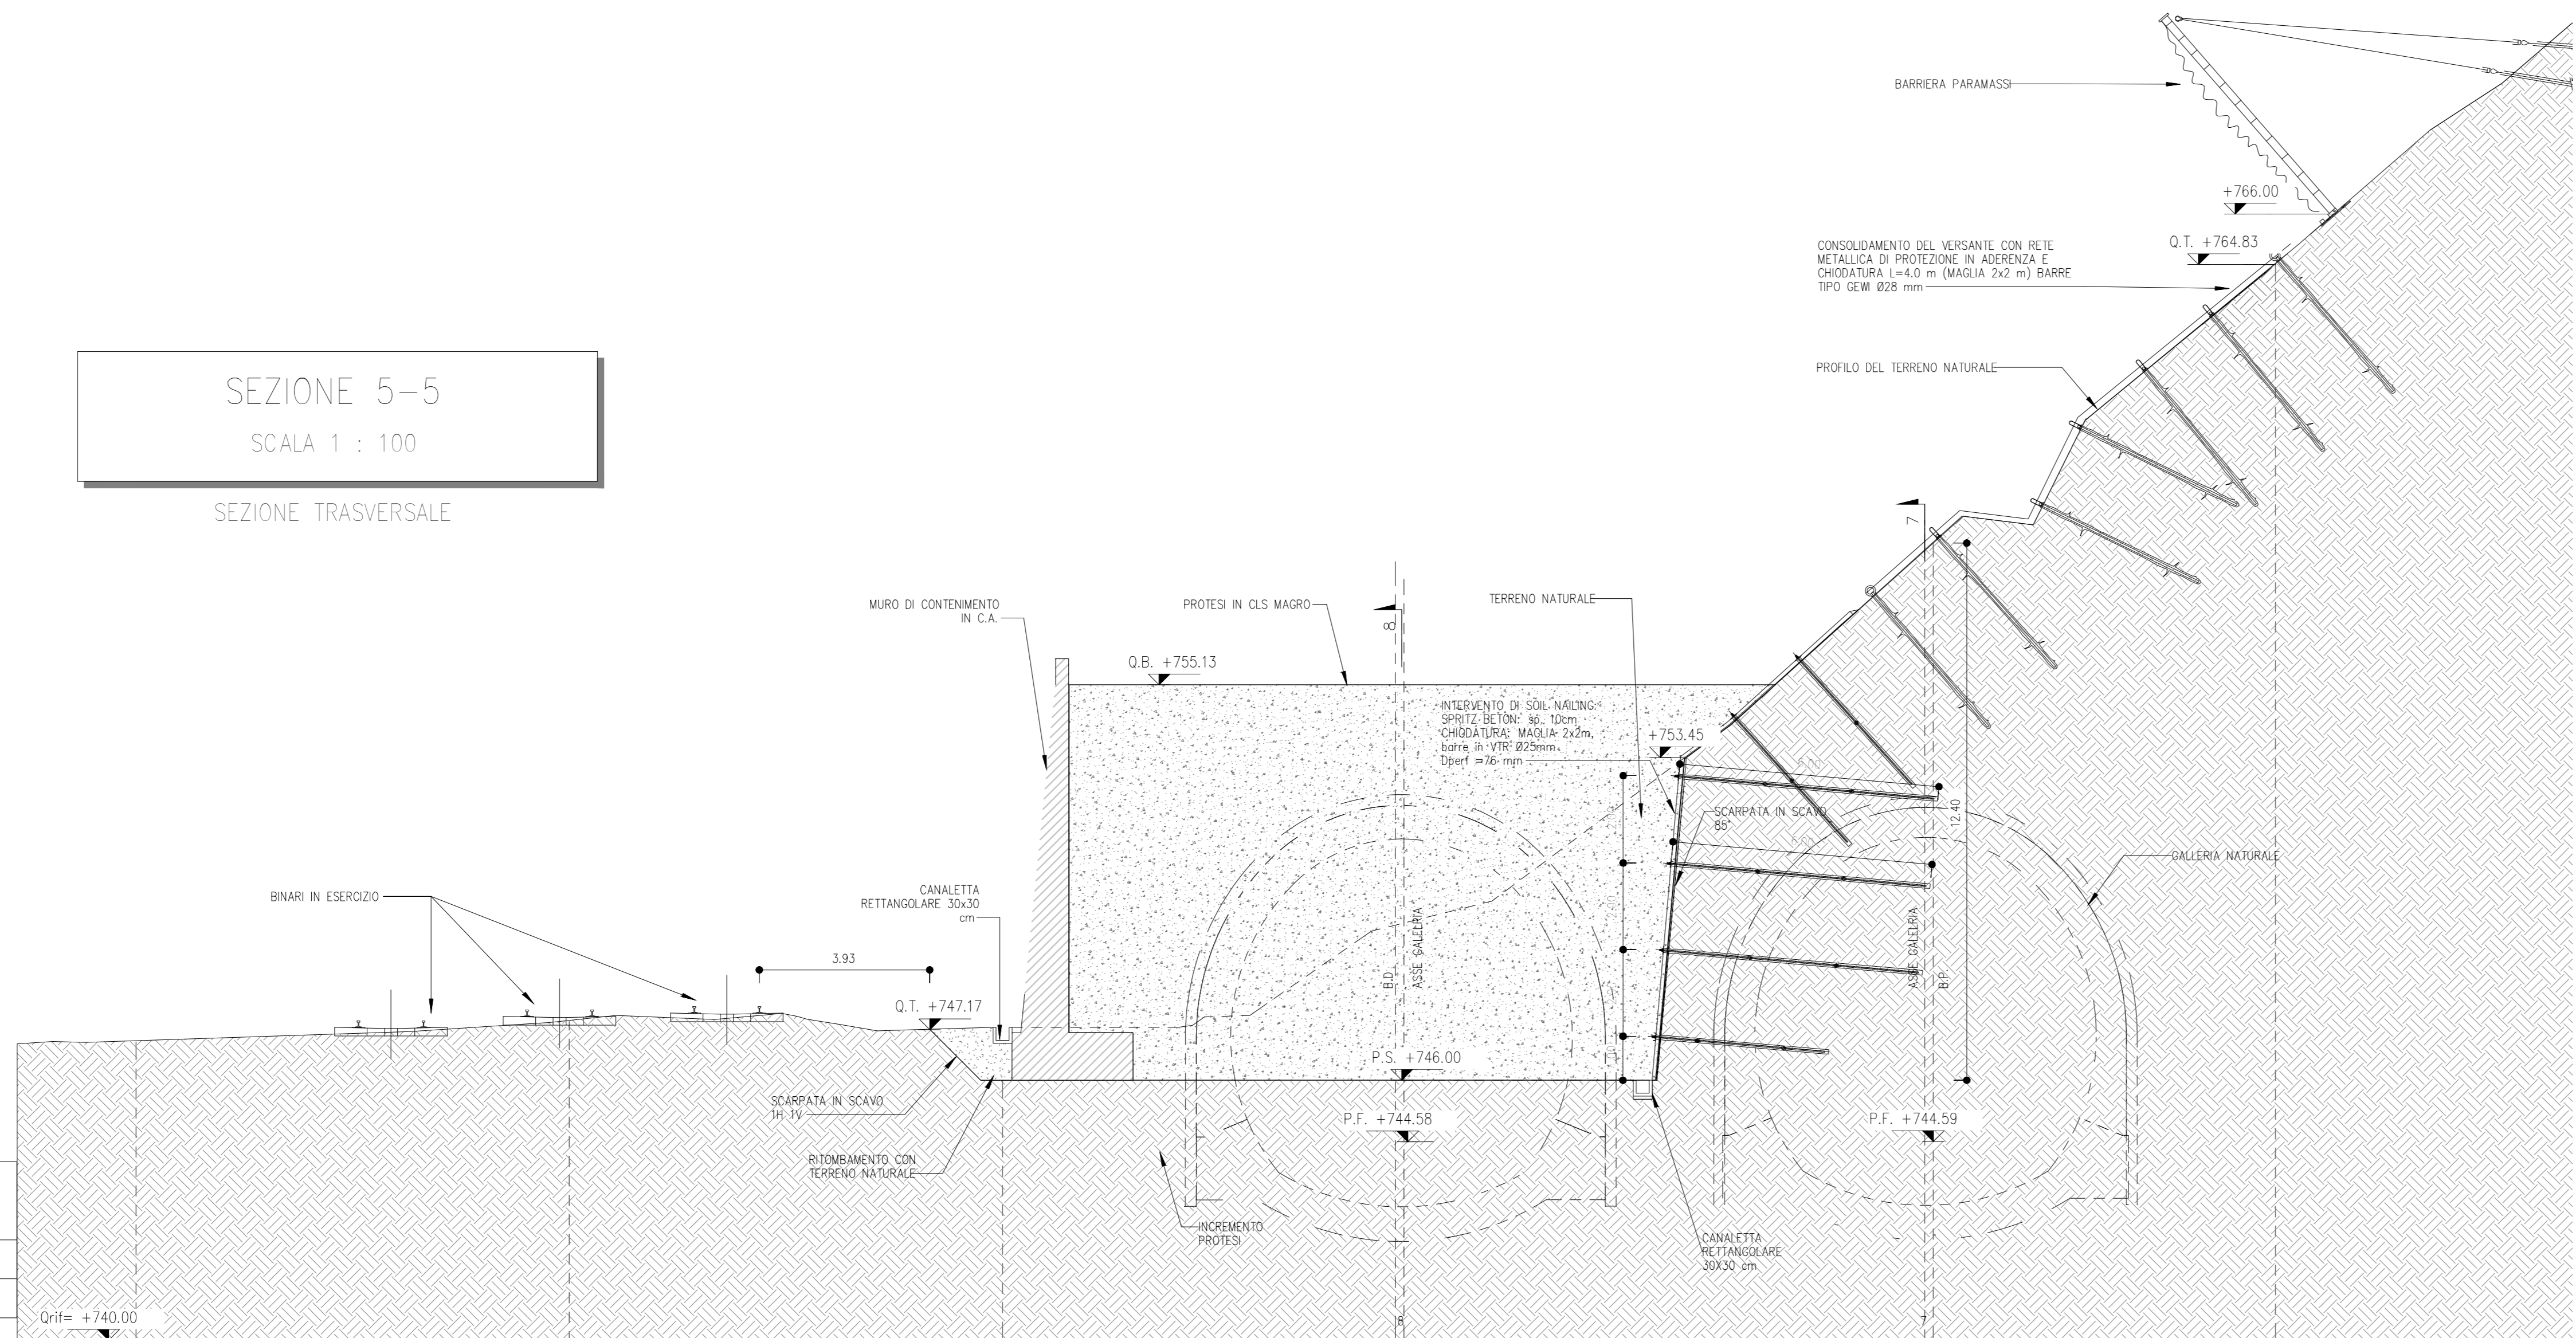 BARRIERA PARAMASSI
+766.00
CONSOLIDAMENTO DEL VERSANTE CON RETE
METALLICA DI PROTEZIONE IN ADERENZA E
CHIODATURA L=4.0 m (MAGLIA 2x2 m) BARRE
TIPO GEWI Ø28 mm
Q.T. +764.83
PROFILO DEL TERRENO NATURALE
SEZIONE 5-5
SCALA 1 : 100
SEZIONE TRASVERSALE
7
MURO DI CONTENIMENTO
IN C.A.
PROTESI IN CLS MAGRO
8
TERRENO NATURALE
Q.B. +755.13
INTERVENTO DI SOIL NAILING:
SPRITZ BETON: sp. 10cm
CHIODATURA: MAGLIA 2x2m,
barre in VTR Ø25mm
Dperf =76 mm
+753.45
6.00
SCARPATA IN SCAVO
85°
12.40
6.00
GALLERIA NATURALE
BINARI IN ESERCIZIO
CANALETTA
RETTANGOLARE 30x30
cm
3.93
Q.T. +747.17
B.D.
ASSE GALELRIA
ASSE GALELRIA
B.P.
P.S. +746.00
SCARPATA IN SCAVO
1H 1V
P.F. +744.58
P.F. +744.59
RITOMBAMENTO CON
TERRENO NATURALE
INCREMENTO
PROTESI
CANALETTA
RETTANGOLARE
30X30 cm
Qrif= +740.00
8
7